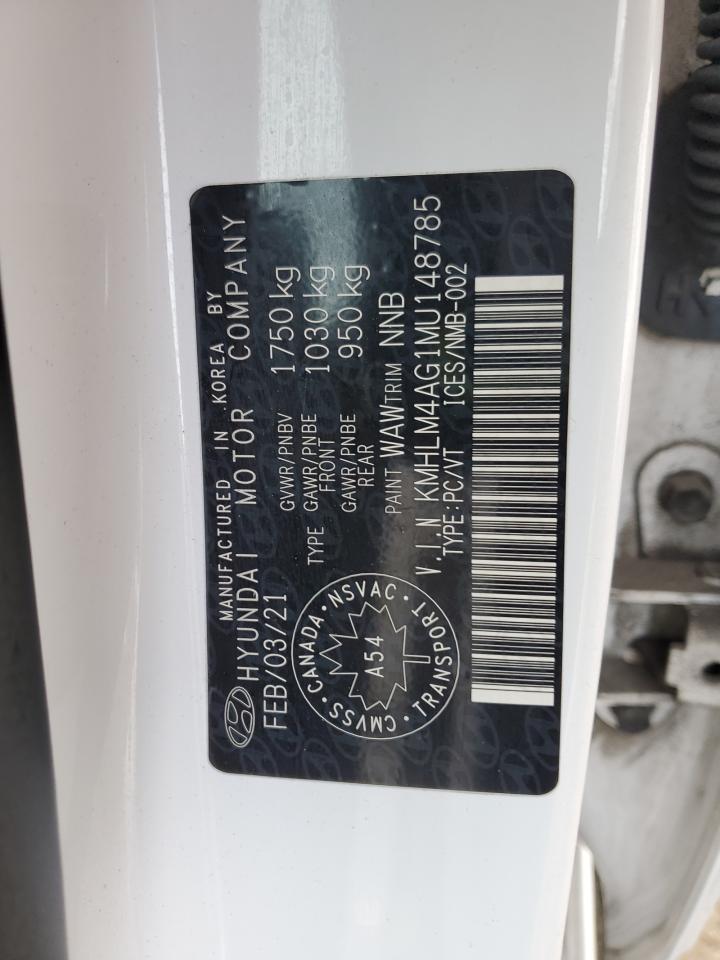 MANUFACTURED IN KOREA BY
HYUNDAI MOTOR COMPANY
FEB/03/21
GVWR/PNBV 1750 kg
TYPE GAWR/PNBE FRONT 1030 kg
GAWR/PNBE REAR 950 kg
PAINT WAW TRIM NNB
V.I.N KMHLM4AG1MU148785
TYPE:PC/VT ICES/NMB-002
CANADA · NSVAC · TRANSPORT · CMVSS ·
A54